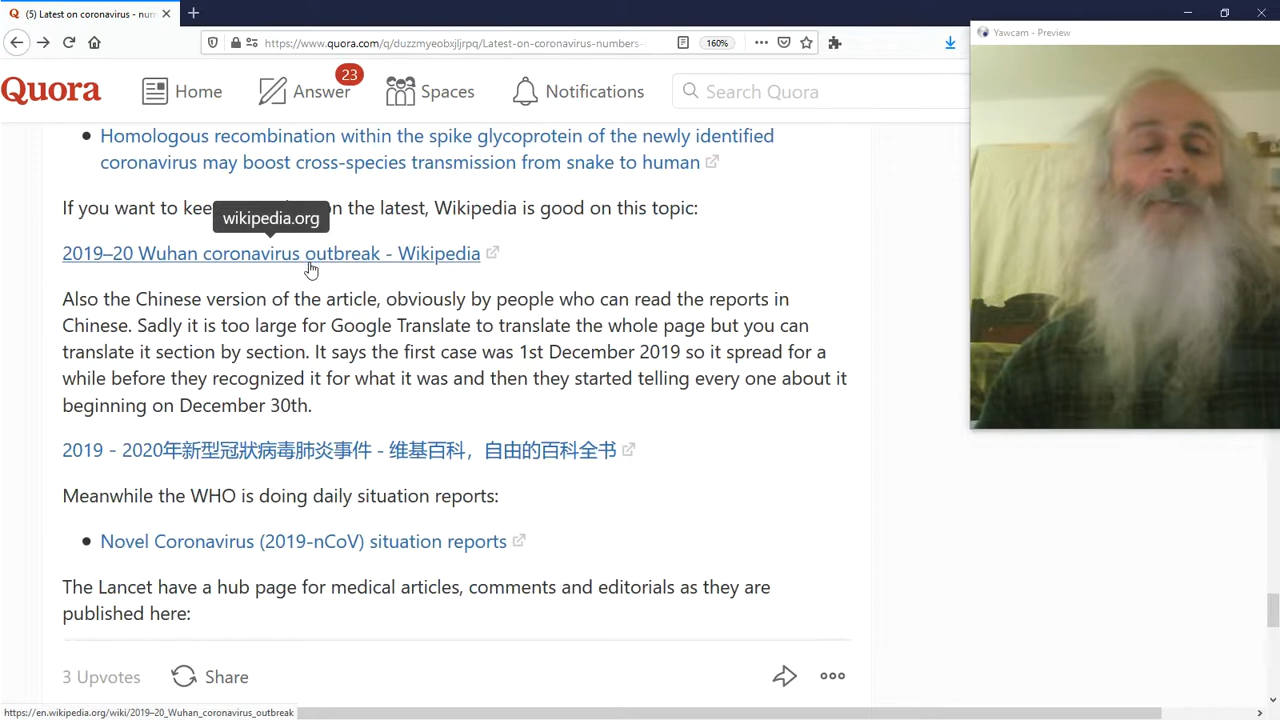 (5) Latest on coronavirus - num
https://www.quora.com/q/duzzmyeobxjljrpq/Latest-on-coronavirus-numbers-
160%
Yawcam - Preview
Quora
Home
Answer
23
Spaces
Notifications
Search Quora
Homologous recombination within the spike glycoprotein of the newly identified
coronavirus may boost cross-species transmission from snake to human
If you want to kee n the latest, Wikipedia is good on this topic:
wikipedia.org
2019–20 Wuhan coronavirus outbreak - Wikipedia
Also the Chinese version of the article, obviously by people who can read the reports in
Chinese. Sadly it is too large for Google Translate to translate the whole page but you can
translate it section by section. It says the first case was 1st December 2019 so it spread for a
while before they recognized it for what it was and then they started telling every one about it
beginning on December 30th.
2019 - 2020年新型冠狀病毒肺炎事件 - 维基百科，自由的百科全书
Meanwhile the WHO is doing daily situation reports:
Novel Coronavirus (2019-nCoV) situation reports
The Lancet have a hub page for medical articles, comments and editorials as they are
published here:
3 Upvotes
Share
https://en.wikipedia.org/wiki/2019–20_Wuhan_coronavirus_outbreak